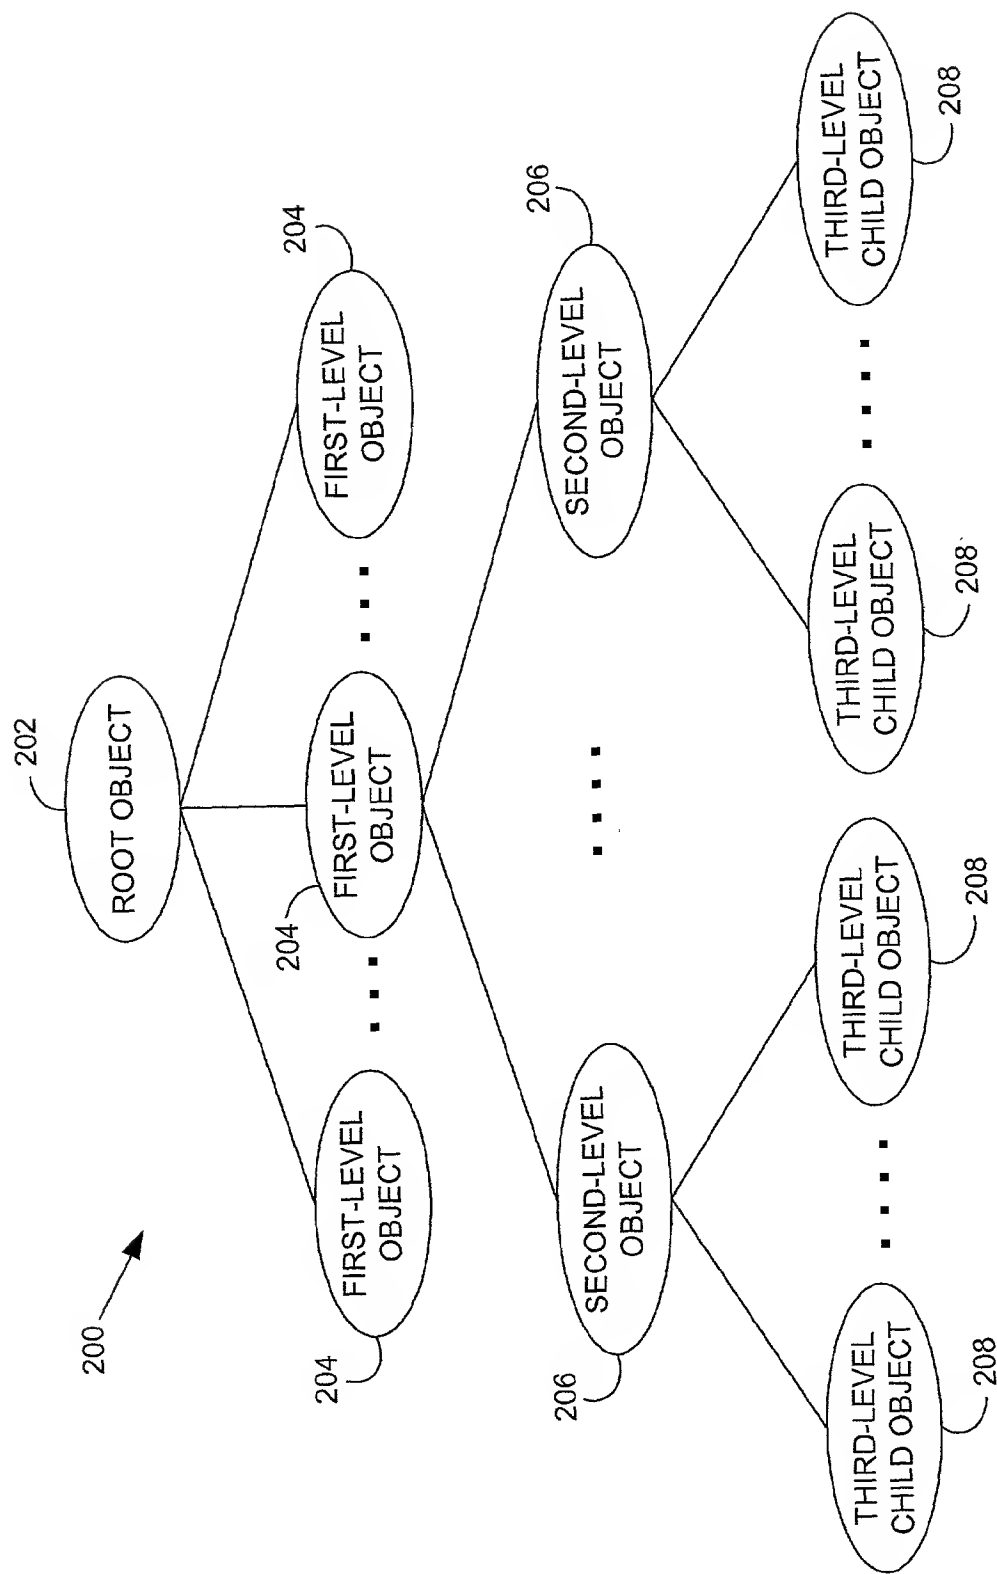 200
202
ROOT OBJECT
204
FIRST-LEVEL
OBJECT
204
FIRST-LEVEL
OBJECT
204
FIRST-LEVEL
OBJECT
206
SECOND-LEVEL
OBJECT
206
SECOND-LEVEL
OBJECT
THIRD-LEVEL
CHILD OBJECT
208
THIRD-LEVEL
CHILD OBJECT
208
THIRD-LEVEL
CHILD OBJECT
208
THIRD-LEVEL
CHILD OBJECT
208